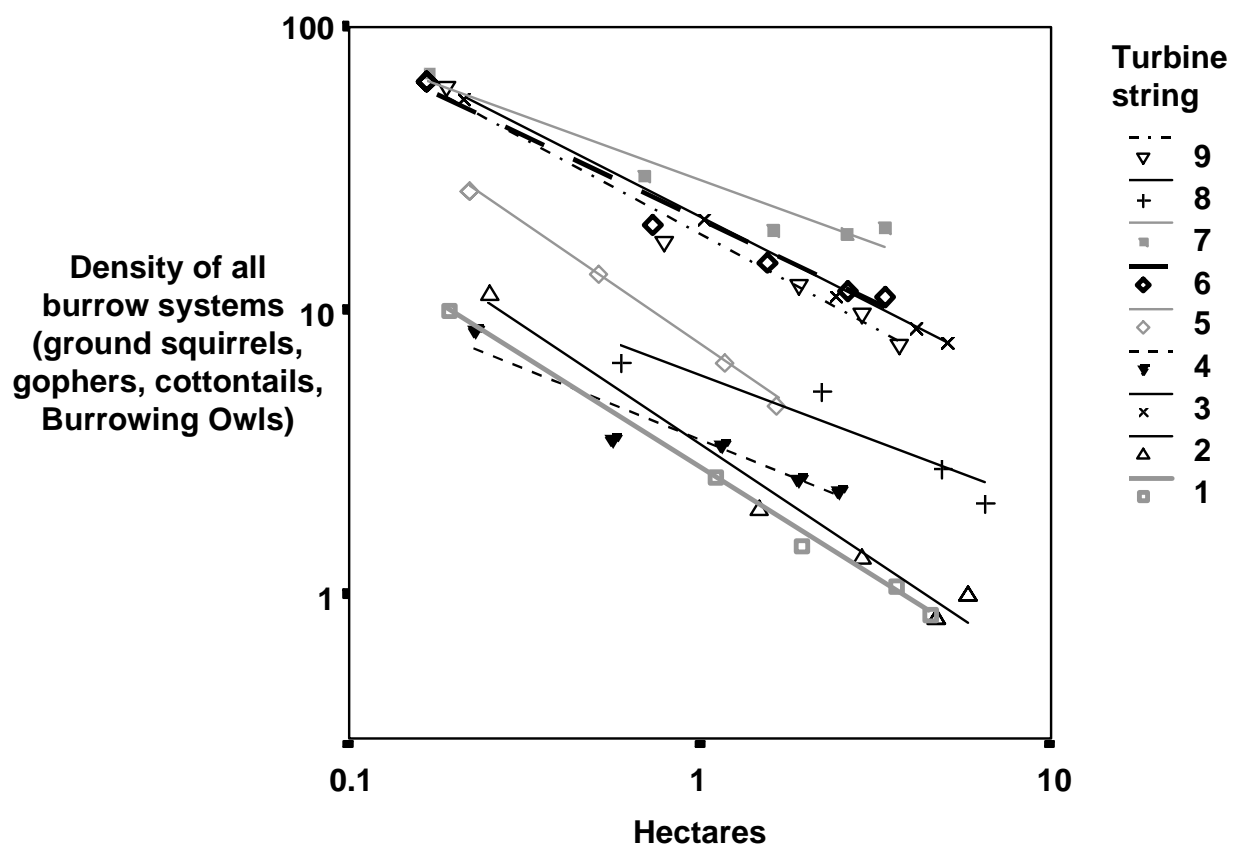 100
10
1
Density of all
burrow systems
(ground squirrels,
gophers, cottontails,
Burrowing Owls)
0.1
1
10
Hectares
Turbine
string
9
8
7
6
5
4
3
2
1